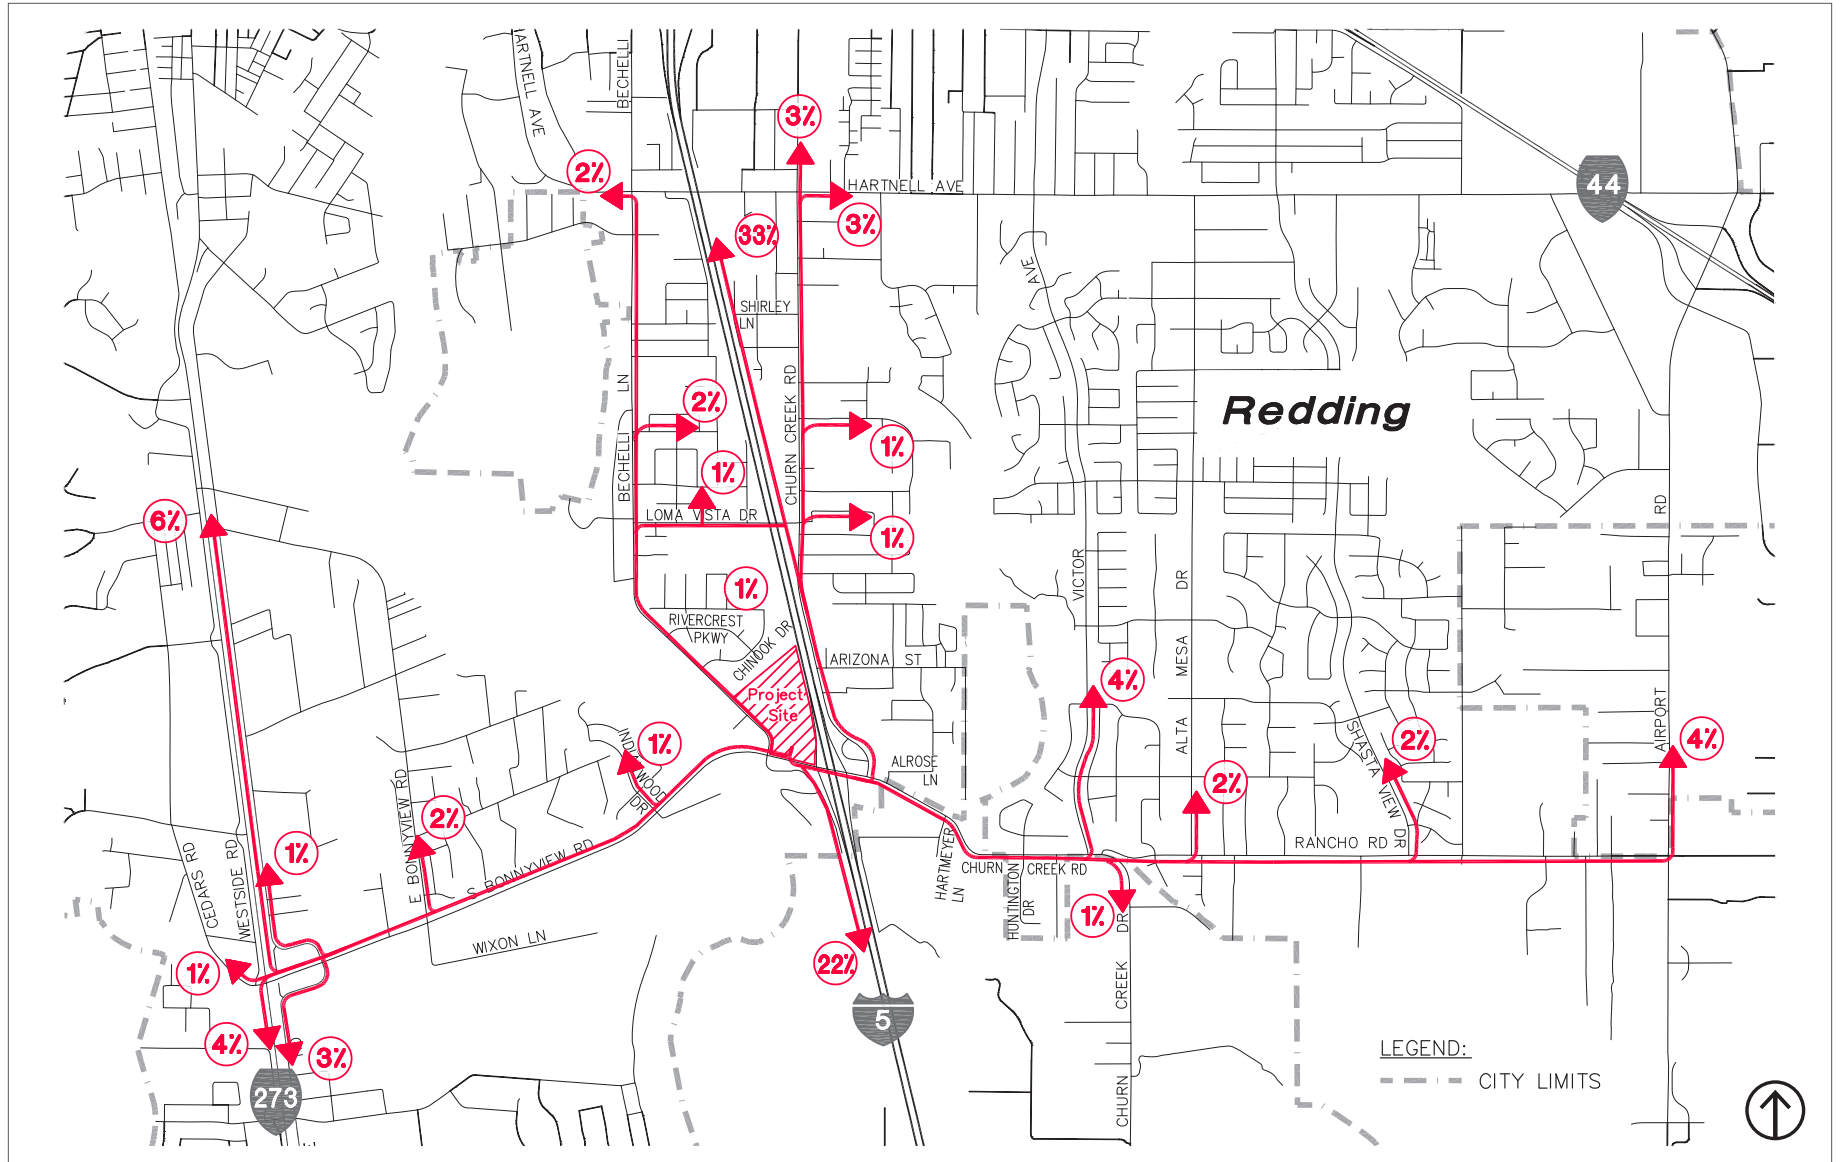 HARTNELL AVE
BECHELLI
3%
2%
HARTNELL AVE
44
3%
33%
AVE
SHIRLEY
LN
BECHELLI LN
CHURN CREEK RD
2%
Redding
1%
1%
LOMA VISTA DR
6%
1%
RD
VICTOR
ALTA MESA DR
1%
RIVERCREST
PKWY
CHINOOK DR
ARIZONA ST
4%
Project
Site
AIRPORT
1%
INDIANWOOD
DR
SHASTA VIEW DR
2%
4%
ALROSE
LN
E BONNYVIEW RD
2%
2%
1%
S BONNYVIEW RD
RANCHO RD
CEDARS RD
WESTSIDE RD
HARTMEYER
LN
CHURN CREEK RD
HUNTINGTON
DR
1%
WIXON LN
1%
22%
CHURN CREEK DR
5
4%
3%
273
LEGEND:
CITY LIMITS